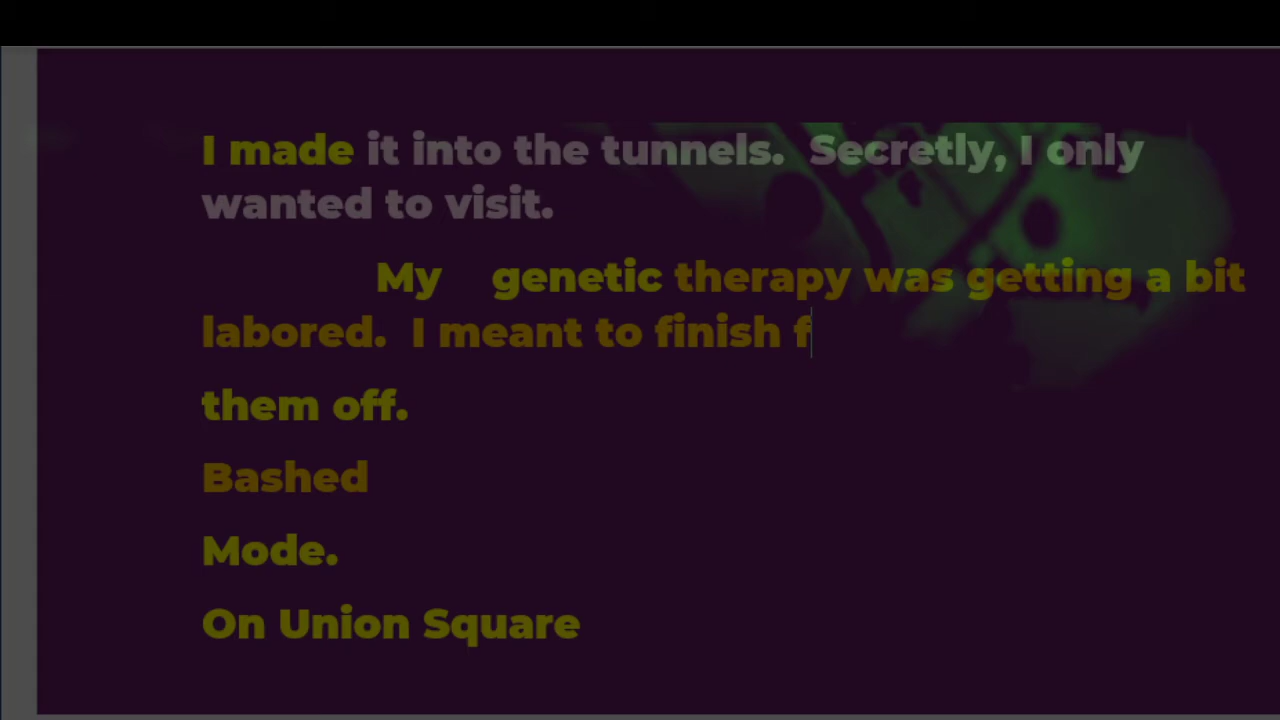 I made it into the tunnels.  Secretly, I only
wanted to visit.
My    genetic therapy was getting a bit
labored.  I meant to finish f
them off.
Bashed
Mode.
On Union Square